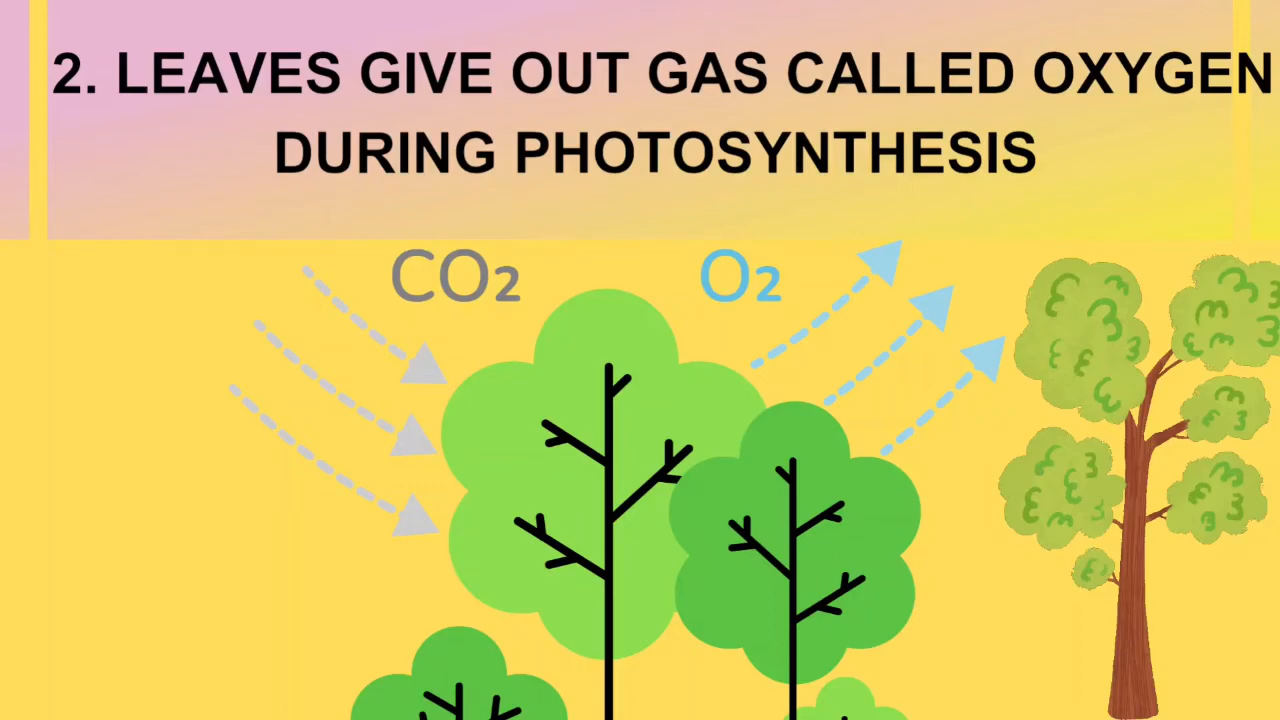 2. LEAVES GIVE OUT GAS CALLED OXYGEN
DURING PHOTOSYNTHESIS
CO2
O2